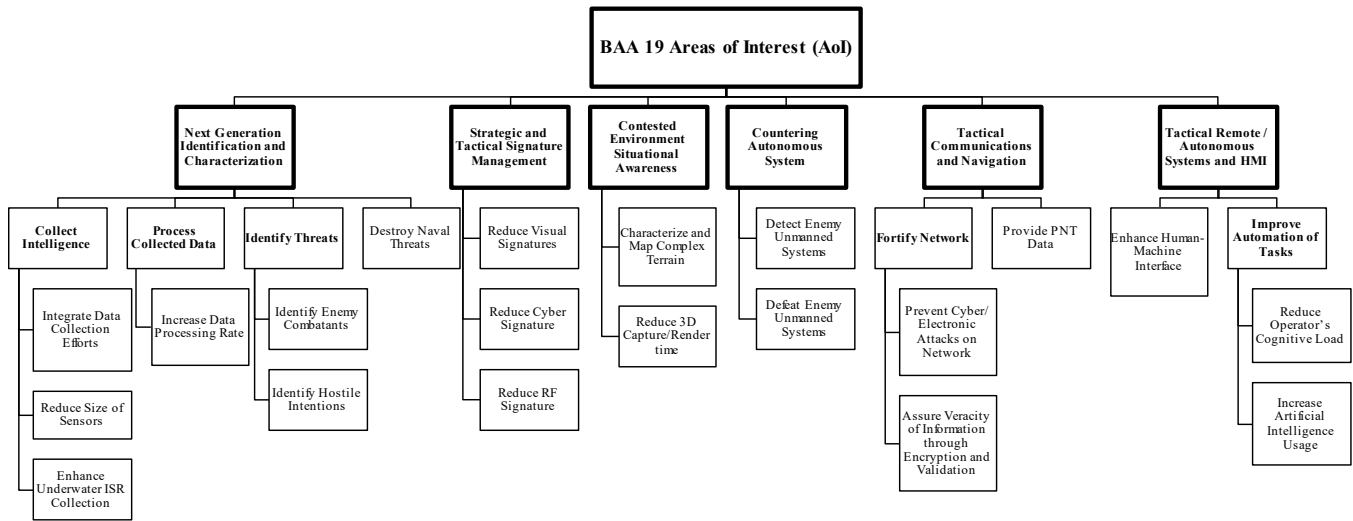 BAA 19 Areas of Interest (AoI)
Next Generation
Identification and
Characterization
Strategic and
Tactical Signature
Management
Contested
Environment
Situational
Awareness
Countering
Autonomous
System
Tactical
Communications
and Navigation
Tactical Remote /
Autonomous
Systems and HMI
Collect
Intelligence
Process
Collected Data
Identify Threats
Destroy Naval
Threats
Reduce Visual
Signatures
Characterize and
Map Complex
Terrain
Detect Enemy
Unmanned
Systems
Fortify Network
Provide PNT
Data
Enhance Human-
Machine
Interface
Improve
Automation of
Tasks
Integrate Data
Collection
Efforts
Increase Data
Processing Rate
Identify Enemy
Combatants
Reduce Cyber
Signature
Reduce 3D
Capture/Render
time
Defeat Enemy
Unmanned
Systems
Prevent Cyber/
Electronic
Attacks on
Network
Reduce
Operator's
Cognitive Load
Reduce Size of
Sensors
Identify Hostile
Intentions
Reduce RF
Signature
Assure Veracity
of Information
through
Encryption and
Validation
Increase
Artificial
Intelligence
Usage
Enhance
Underwater ISR
Collection